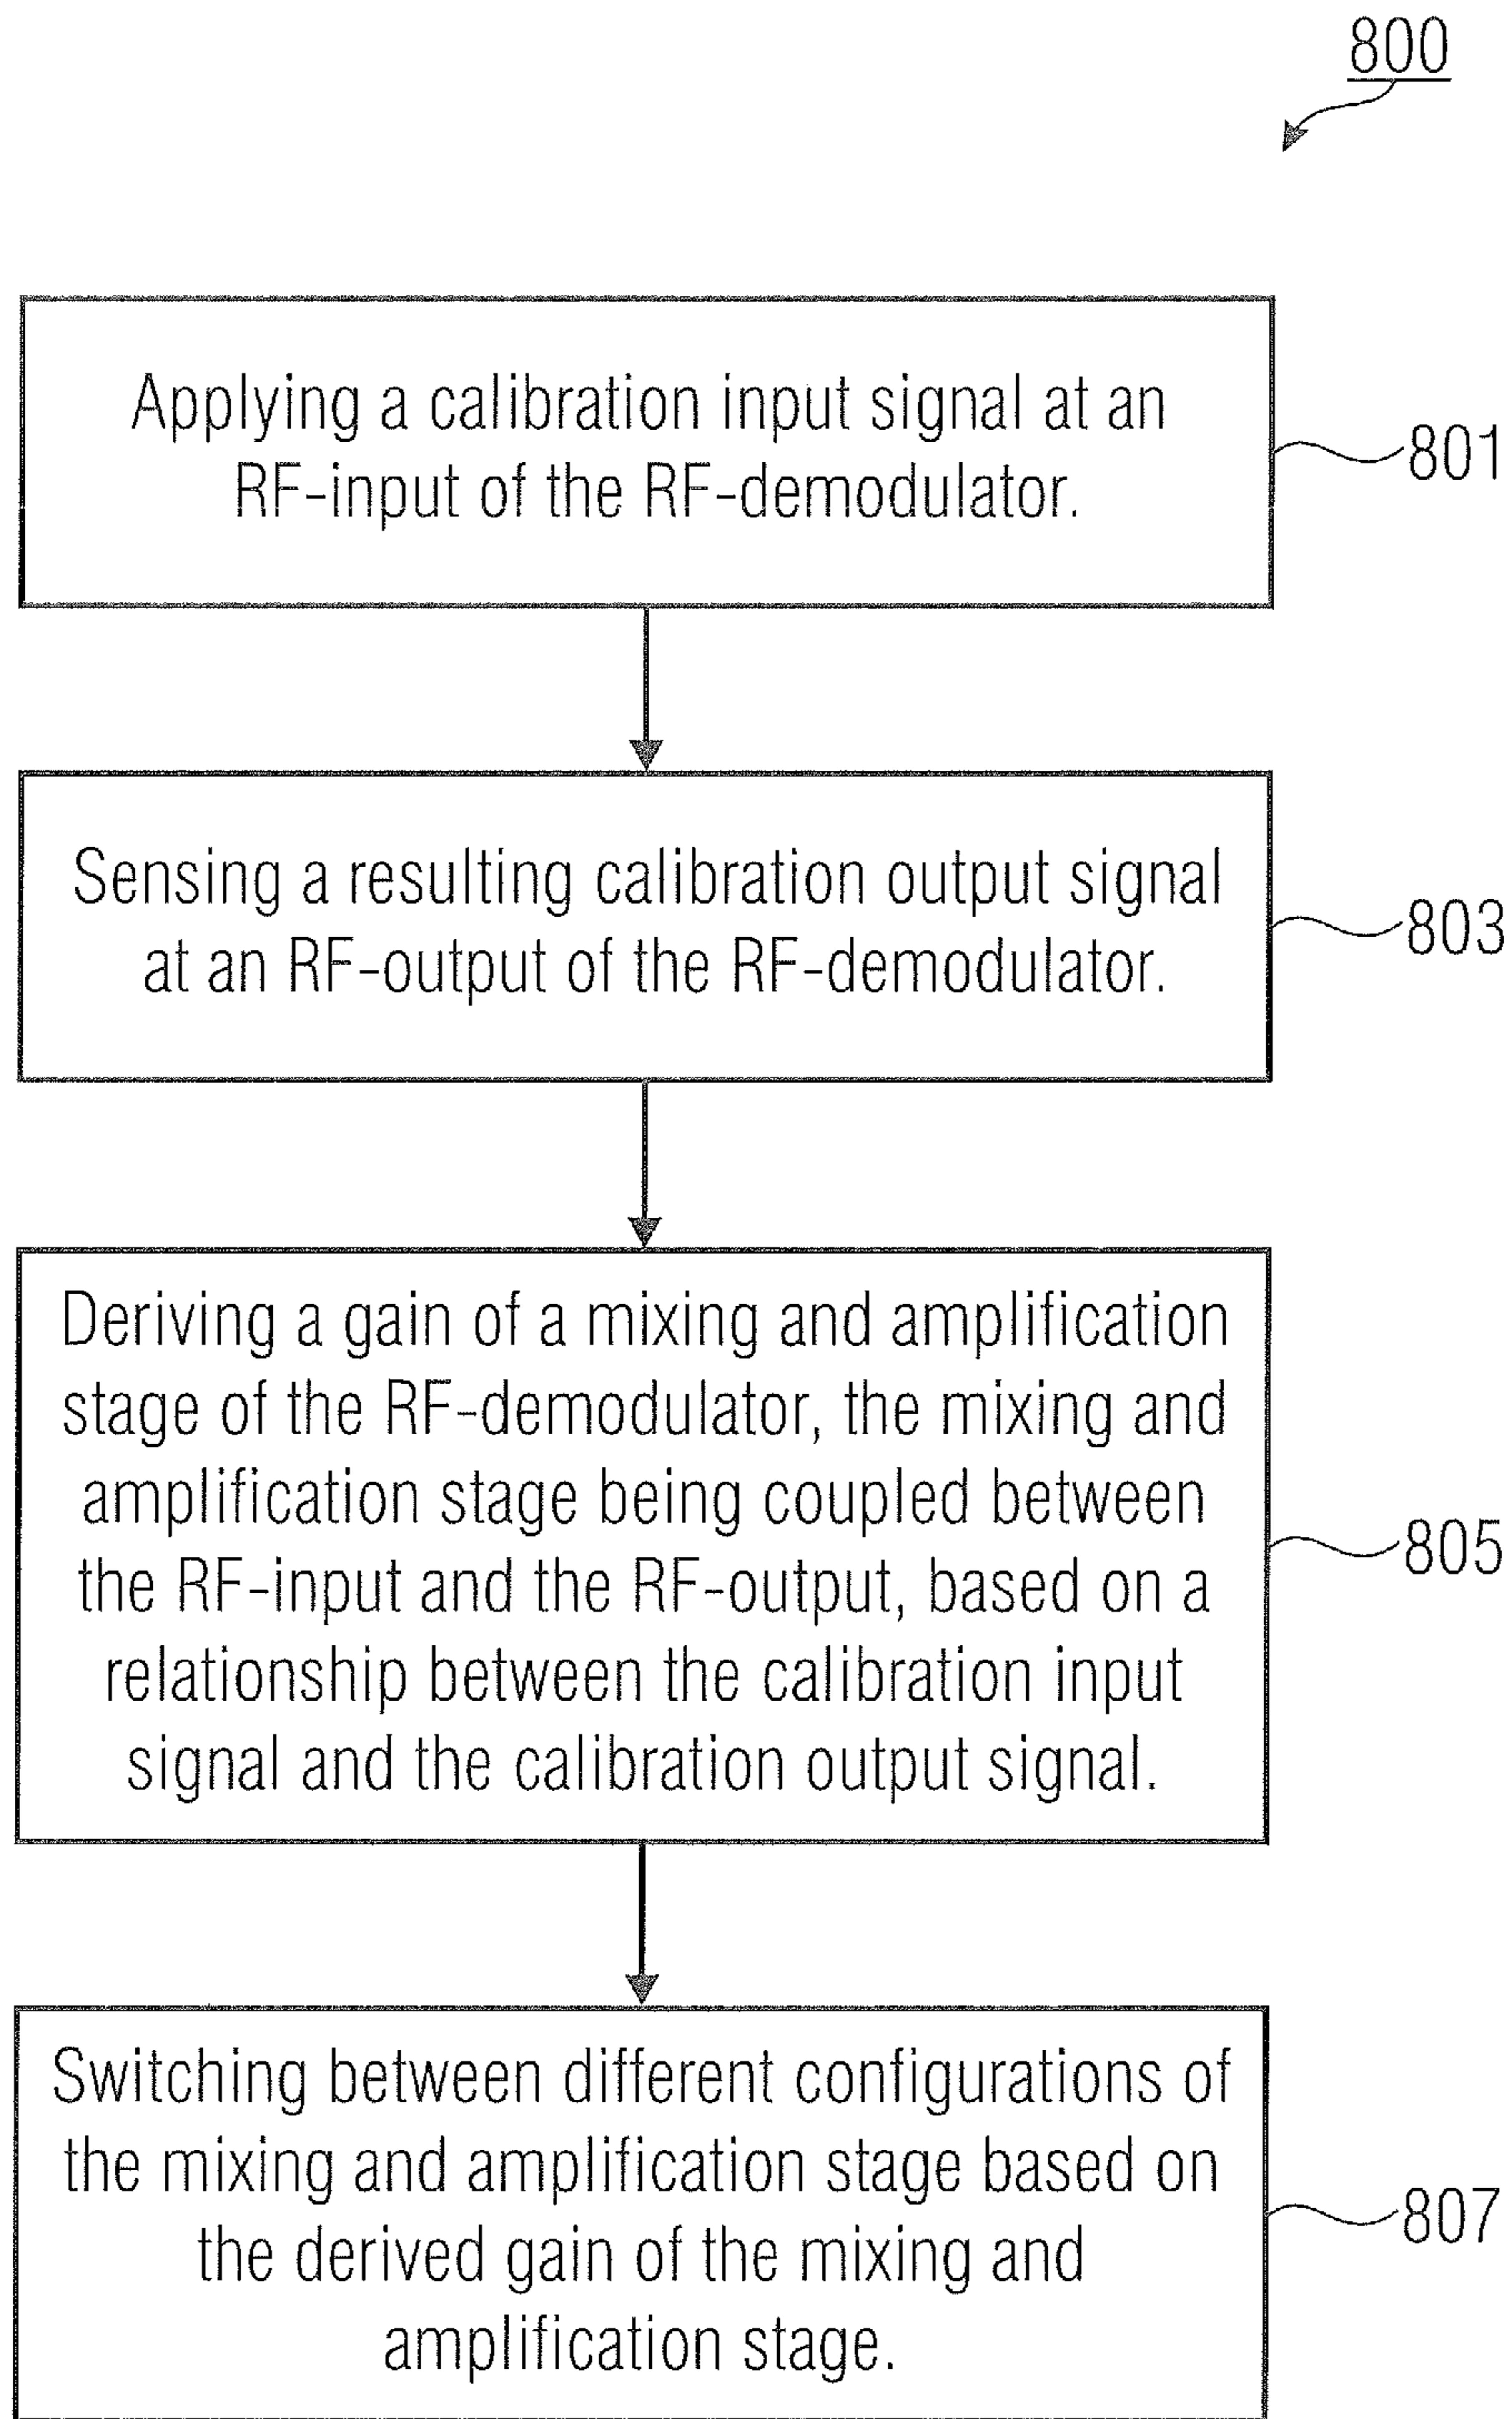 800
Applying a calibration input signal at an
RF-input of the RF-demodulator.
801
Sensing a resulting calibration output signal
at an RF-output of the RF-demodulator.
803
Deriving a gain of a mixing and amplification
stage of the RF-demodulator, the mixing and
amplification stage being coupled between
the RF-input and the RF-output, based on a
relationship between the calibration input
signal and the calibration output signal.
805
Switching between different configurations of
the mixing and amplification stage based on
the derived gain of the mixing and
amplification stage.
807